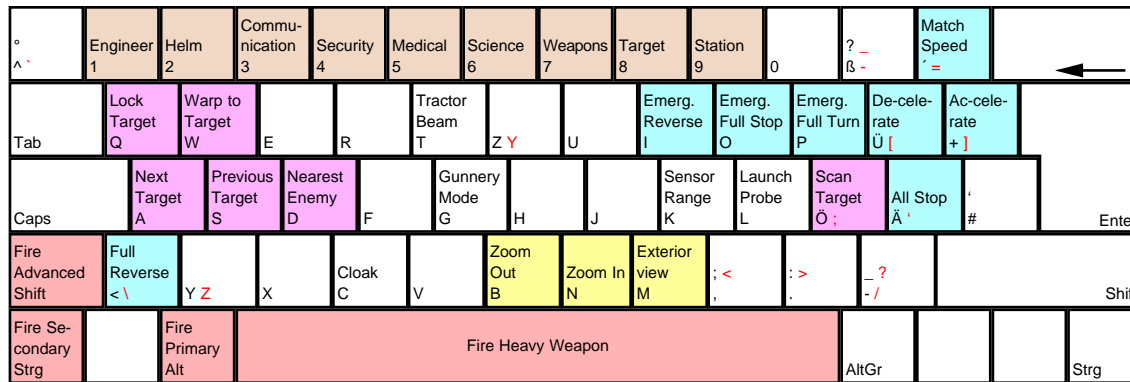 °
^ `
Engineer
1
Helm
2
Commu-
nication
3
Security
4
Medical
5
Science
6
Weapons
7
Target
8
Station
9
0
? _
ß -
Match
Speed
´ =
Tab
Lock
Target
Q
Warp to
Target
W
E
R
Tractor
Beam
T
Z Y
U
Emerg.
Reverse
I
Emerg.
Full Stop
O
Emerg.
Full Turn
P
De-cele-
rate
Ü [
Ac-cele-
rate
+ ]
Caps
Next
Target
A
Previous
Target
S
Nearest
Enemy
D
F
Gunnery
Mode
G
H
J
Sensor
Range
K
Launch
Probe
L
Scan
Target
Ö ;
All Stop
Ä ‘
‘
#
Ente
Fire
Advanced
Shift
Full
Reverse
< \
Y Z
X
Cloak
C
V
Zoom
Out
B
Zoom In
N
Exterior
view
M
; <
,
: >
.
_ ?
- /
Shif
Fire Se-
condary
Strg
Fire
Primary
Alt
Fire Heavy Weapon
AltGr
Strg